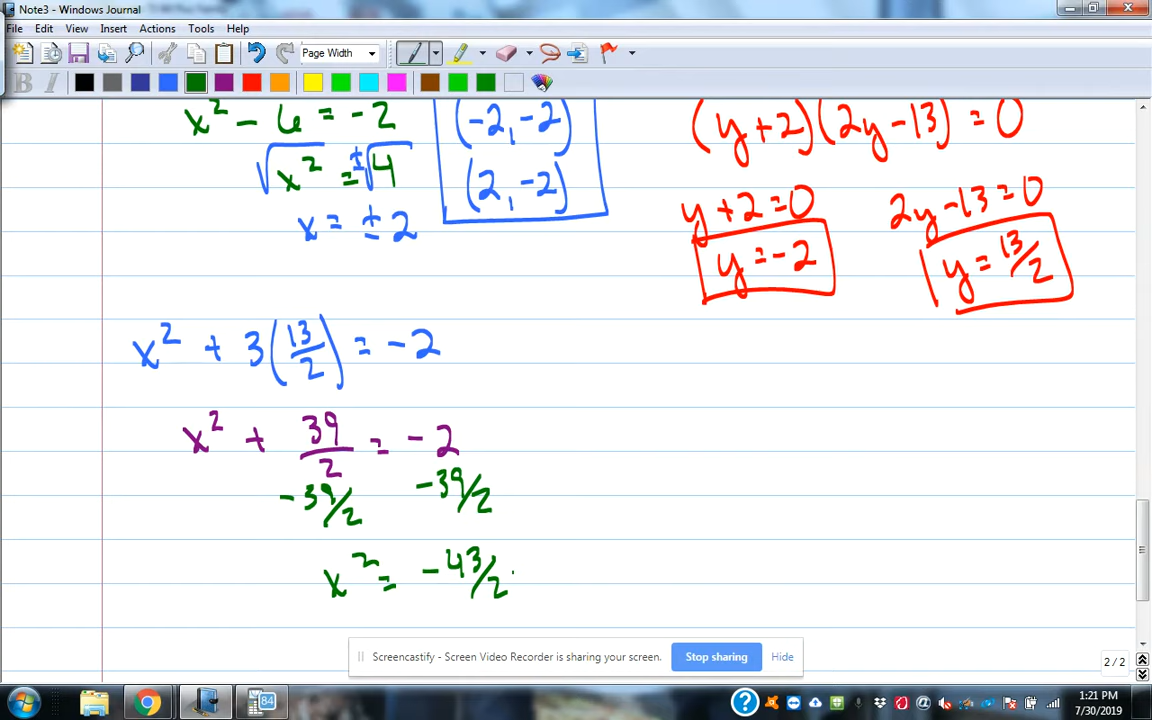 Note3 - Windows Journal
File Edit View Insert Actions Tools Help
Page Width
B I
x² - 6 = -2
√x² = ±√4
x = ± 2
(-2, -2)
(2, -2)
(y+2)(2y-13) = 0
y+2=0
y=-2
2y-13=0
y=13/2
x² + 3(13/2) = -2
x² + 39/2 = -2
-39/2 -39/2
x² = -43/2
Screencastify - Screen Video Recorder is sharing your screen. Stop sharing Hide
2 / 2
84
1:21 PM
7/30/2019